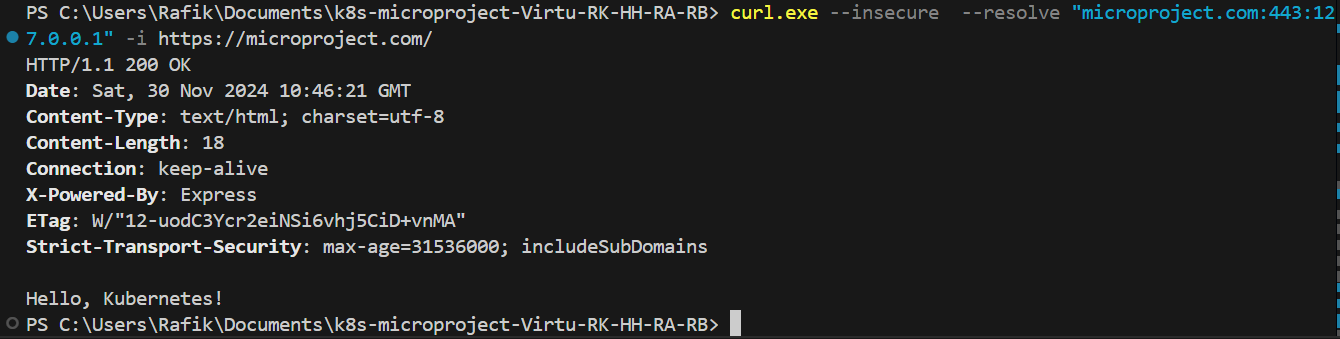 PS C:\Users\Rafik\Documents\k8s-microproject-Virtu-RK-HH-RA-RB> curl.exe --insecure  --resolve "microproject.com:443:12
7.0.0.1" -i https://microproject.com/
HTTP/1.1 200 OK
Date: Sat, 30 Nov 2024 10:46:21 GMT
Content-Type: text/html; charset=utf-8
Content-Length: 18
Connection: keep-alive
X-Powered-By: Express
ETag: W/"12-uodC3Ycr2eiNSi6vhj5CiD+vnMA"
Strict-Transport-Security: max-age=31536000; includeSubDomains

Hello, Kubernetes!
PS C:\Users\Rafik\Documents\k8s-microproject-Virtu-RK-HH-RA-RB>